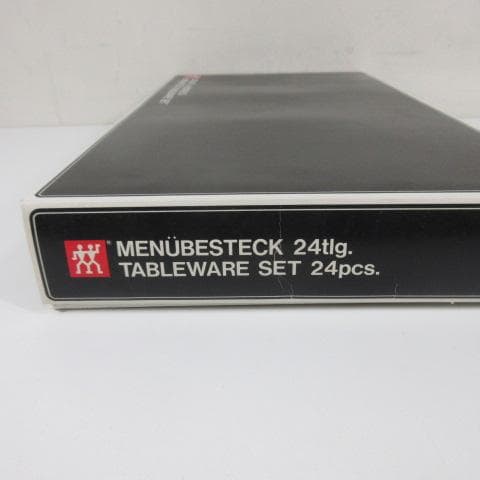 MENÜBESTECK 24tlg.
TABLEWARE SET 24pcs.